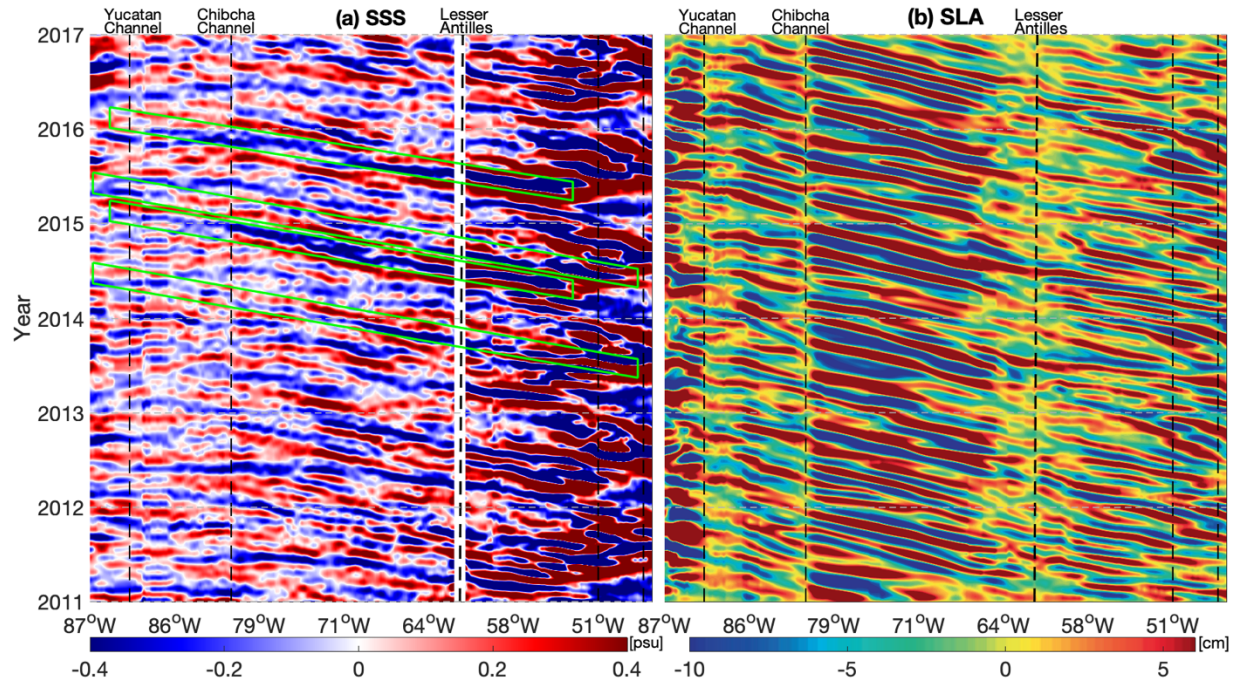 Yucatan Channel
Chibcha Channel
(a) SSS
Lesser Antilles
Yucatan Channel
Chibcha Channel
(b) SLA
Lesser Antilles
2017
2016
2015
2014
2013
2012
2011
Year
87°W 86°W 79°W 71°W 64°W 58°W 51°W
87°W 86°W 79°W 71°W 64°W 58°W 51°W
-0.4 -0.2 0 0.2 0.4 [psu]
-10 -5 0 5 [cm]